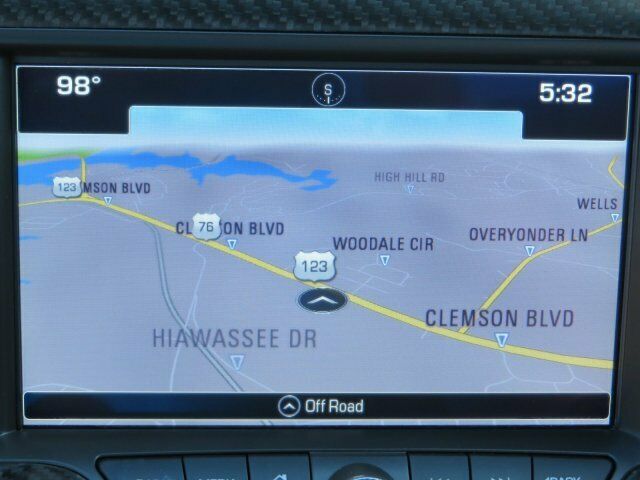 98°
S
5:32
HIGH HILL RD
123
MSON BLVD
WELLS
76
CL ON BLVD
WOODALE CIR
OVERYONDER LN
123
CLEMSON BLVD
HIAWASSEE DR
Off Road